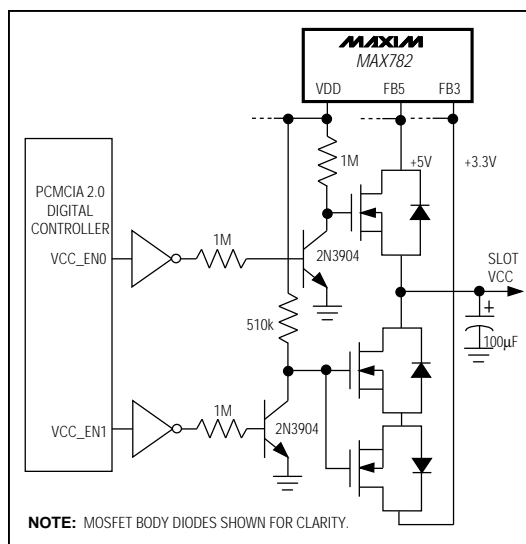 MAXIM
MAX782
VDD FB5 FB3
1M +5V +3.3V
PCMCIA 2.0
DIGITAL
CONTROLLER
VCC_EN0
1M
2N3904
SLOT
VCC
+
100µF
510k
1M
VCC_EN1
2N3904
NOTE: MOSFET BODY DIODES SHOWN FOR CLARITY.